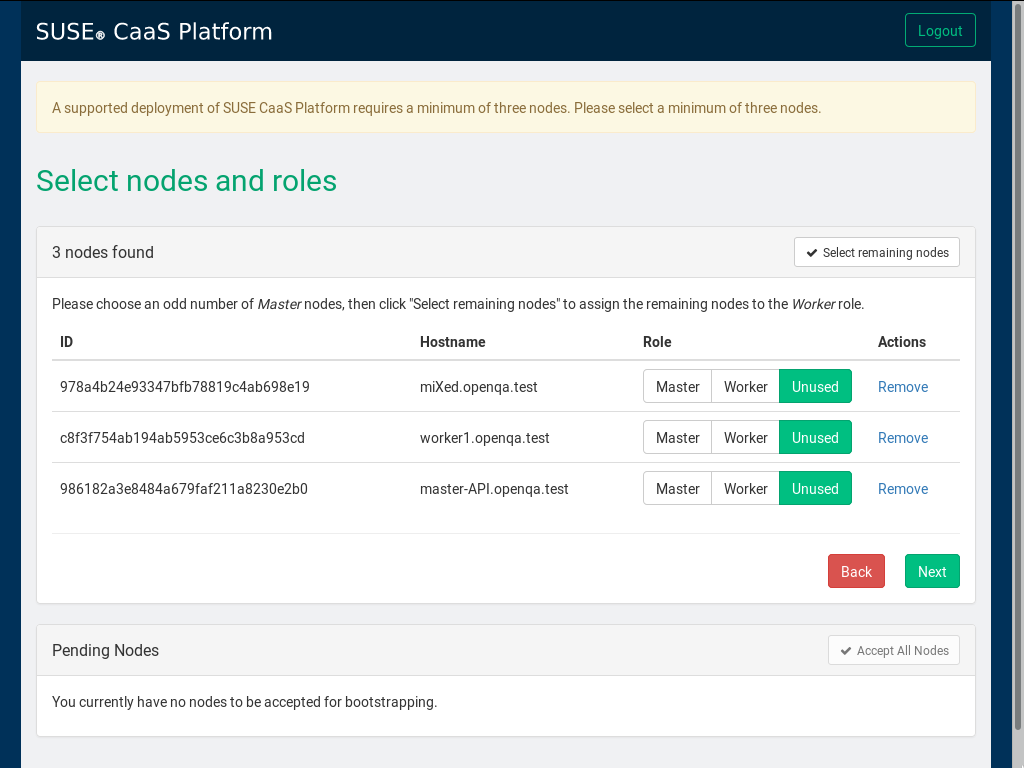 SUSE® CaaS Platform
Logout
A supported deployment of SUSE CaaS Platform requires a minimum of three nodes. Please select a minimum of three nodes.
Select nodes and roles
3 nodes found
Select remaining nodes
Please choose an odd number of Master nodes, then click "Select remaining nodes" to assign the remaining nodes to the Worker role.
ID Hostname Role Actions
978a4b24e93347bfb78819c4ab698e19 miXed.openqa.test Master Worker Unused Remove
c8f3f754ab194ab5953ce6c3b8a953cd worker1.openqa.test Master Worker Unused Remove
986182a3e8484a679faf211a8230e2b0 master-API.openqa.test Master Worker Unused Remove
Back Next
Pending Nodes
Accept All Nodes
You currently have no nodes to be accepted for bootstrapping.